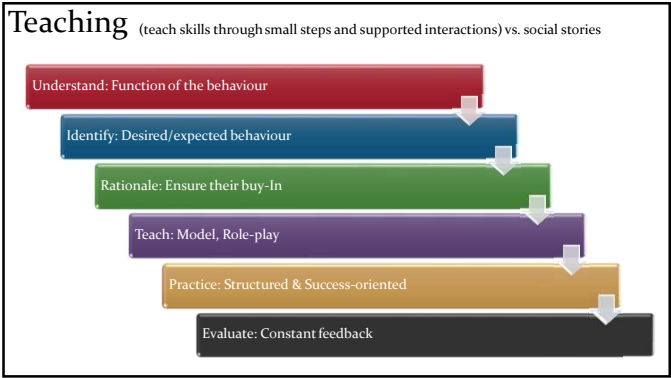 Teaching (teach skills through small steps and supported interactions) vs. social stories
Understand: Function of the behaviour
Identify: Desired/expected behaviour
Rationale: Ensure their buy-In
Teach: Model, Role-play
Practice: Structured & Success-oriented
Evaluate: Constant feedback